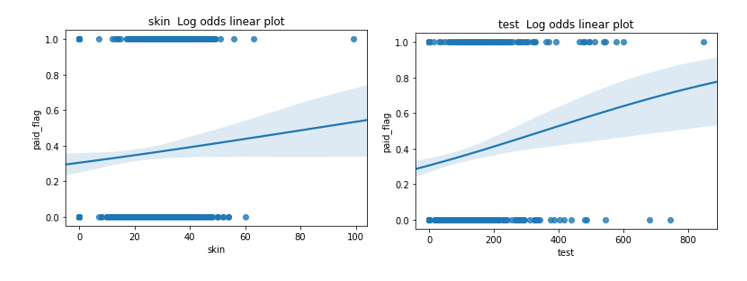 skin Log odds linear plot
paid_flag
1.0
0.8
0.6
0.4
0.2
0.0
0 20 40 60 80 100
skin
test Log odds linear plot
paid_flag
1.0
0.8
0.6
0.4
0.2
0.0
0 200 400 600 800
test